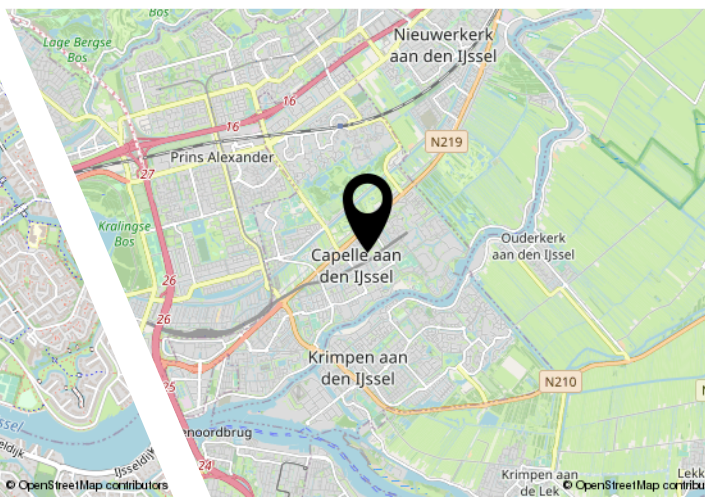 Bos
Lage Bergse
Bos
Nieuwerkerk
aan den IJssel
16
16
N219
Prins Alexander
27
Kralingse
Bos
Ouderkerk
aan den IJssel
Capelle aan
den IJssel
26
26
Krimpen aan
den IJssel
N210
25
enoordbrug
IJsseldijk
24
Krimpen aan
de Lek
Lekk
© OpenStreetMap contributors
© OpenStreetMap contribu